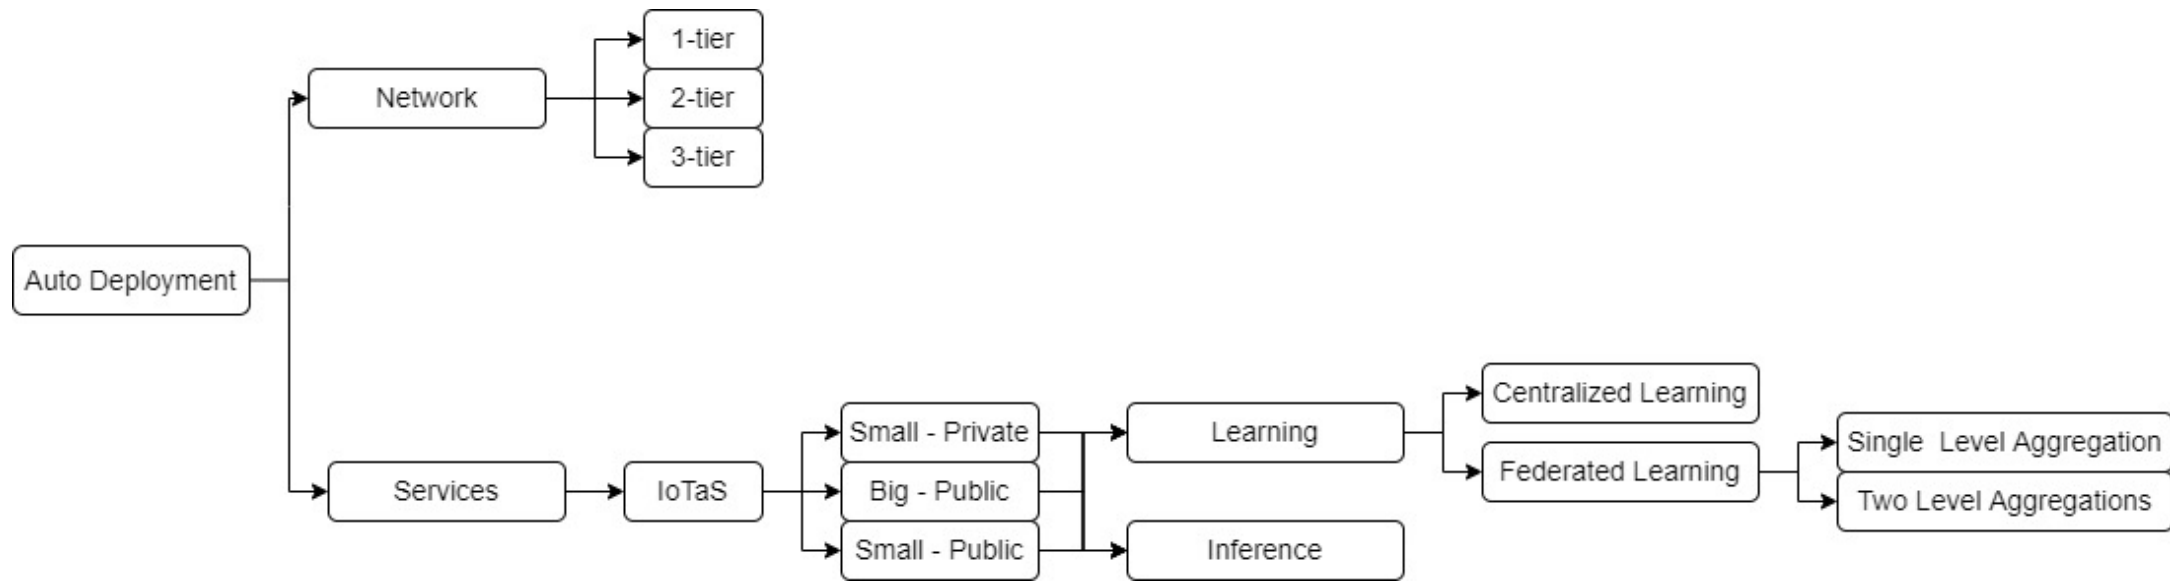 1-tier
Network
2-tier
3-tier
Auto Deployment
Services
IoTaS
Small - Private
Big - Public
Small - Public
Learning
Inference
Centralized Learning
Federated Learning
Single  Level Aggregation
Two Level Aggregations